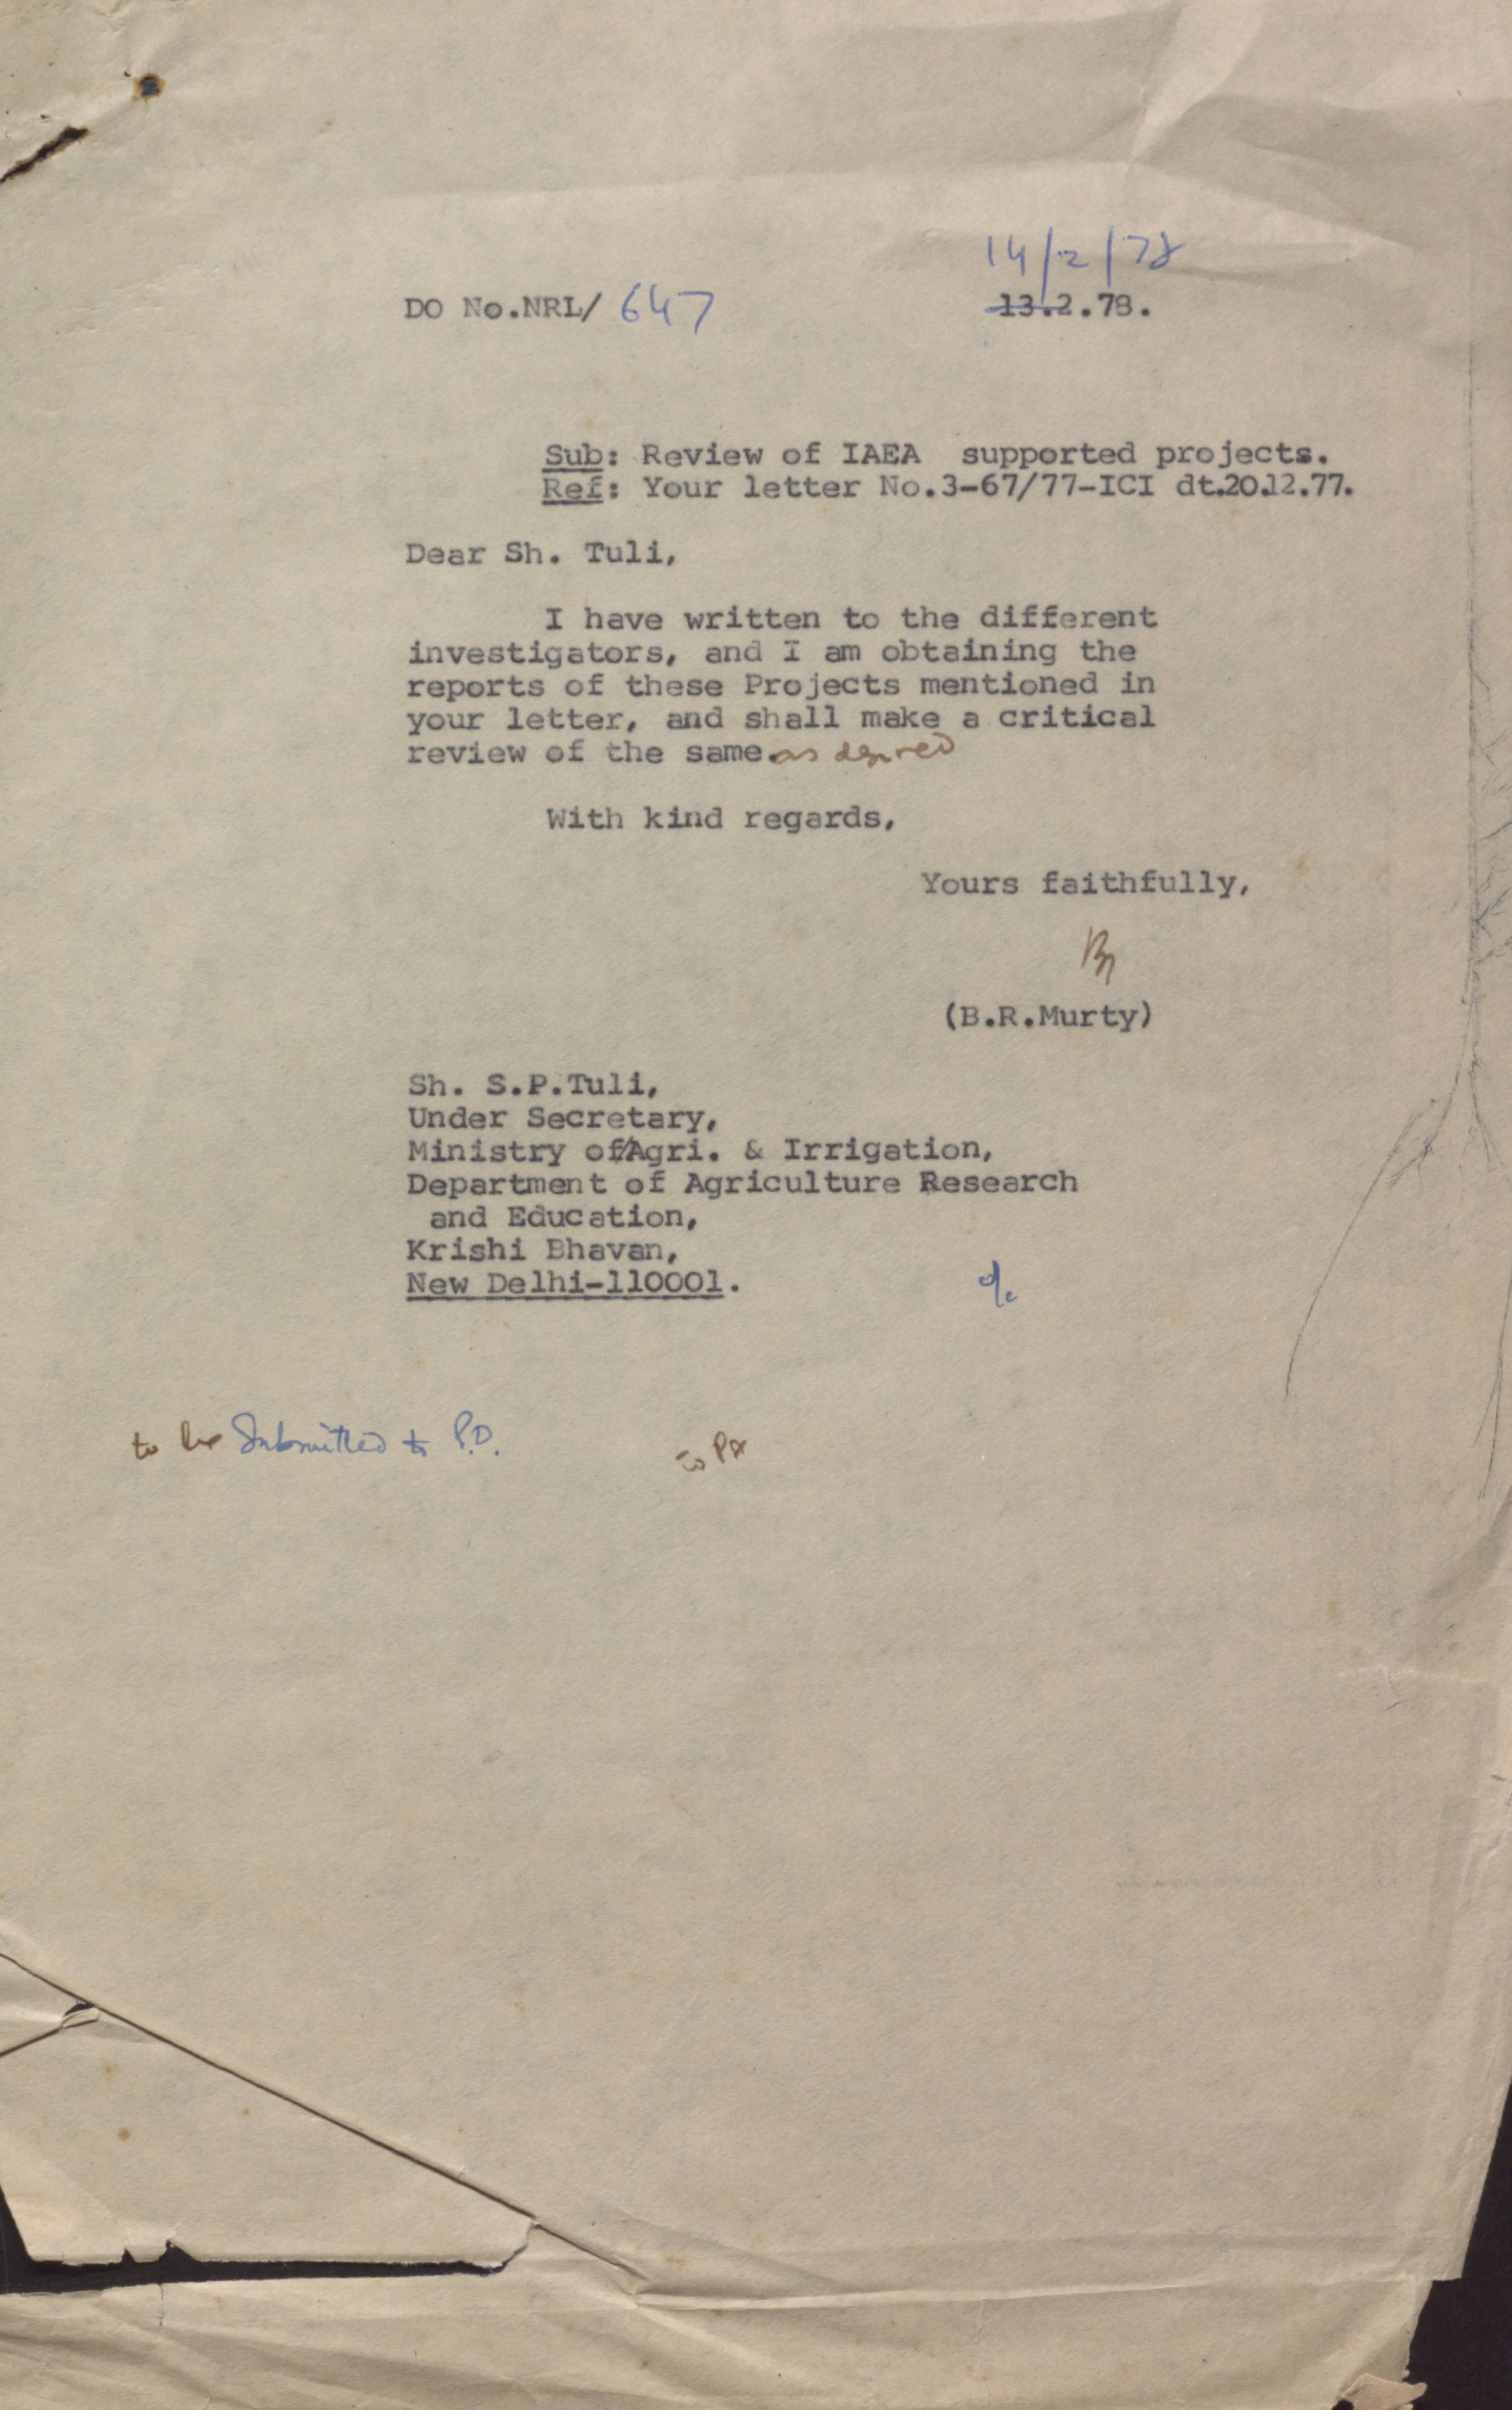 14/2/78
DO No.NRL/ 647
13.2.78.
Sub: Review of IAEA supported projects.
Ref: Your letter No.3-67/77-ICI dt.20.12.77.
Dear Sh. Tuli,
I have written to the different
investigators, and I am obtaining the
reports of these Projects mentioned in
your letter, and shall make a critical
review of the same. as desired
With kind regards,
Yours faithfully,
(B.R.Murty)
Sh. S.P.Tuli,
Under Secretary,
Ministry of/Agri. & Irrigation,
Department of Agriculture Research
and Education,
Krishi Bhavan,
New Delhi-110001.
to be Submitted to P.D.